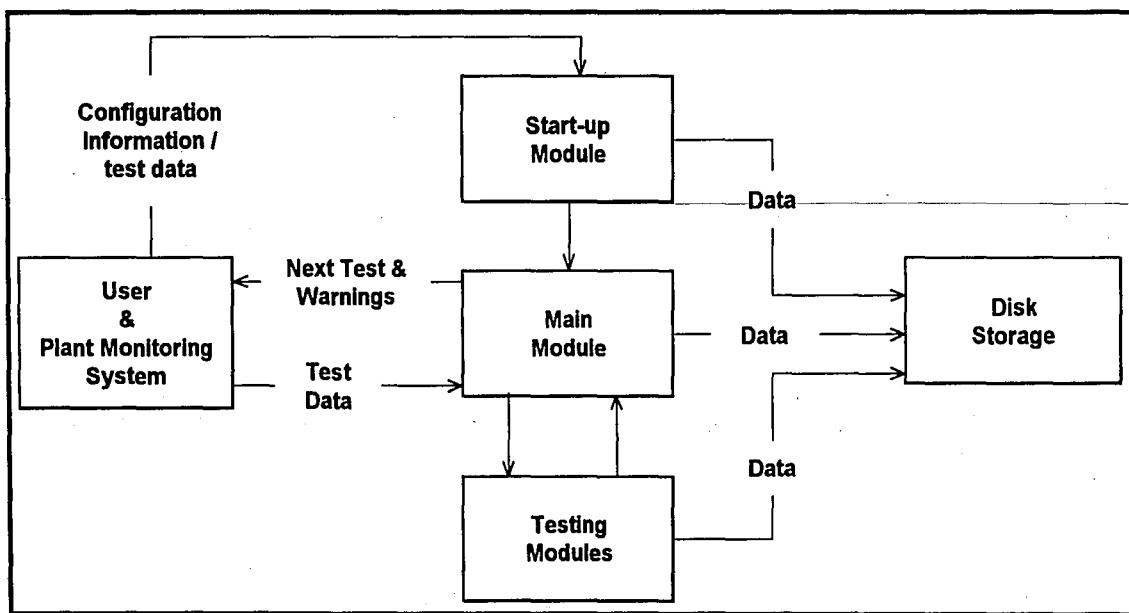 Configuration
Information /
test data
Start-up
Module
Data
User
&
Plant Monitoring
System
Next Test &
Warnings
Main
Module
Data
Disk
Storage
Test
Data
Testing
Modules
Data